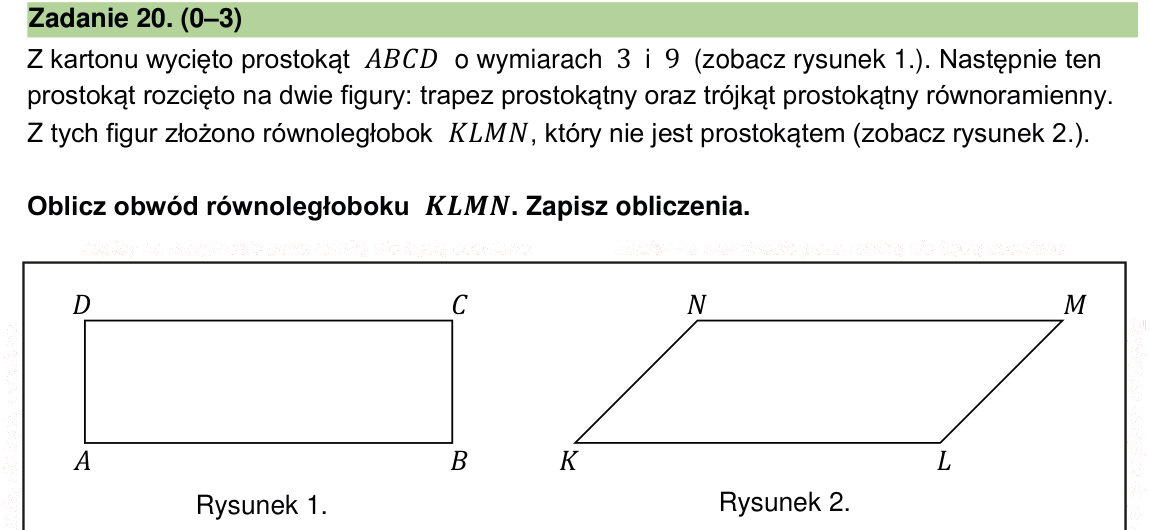 Zadanie 20. (0–3)
Z kartonu wycięto prostokąt ABCD o wymiarach 3 i 9 (zobacz rysunek 1.). Następnie ten
prostokąt rozcięto na dwie figury: trapez prostokątny oraz trójkąt prostokątny równoramienny.
Z tych figur złożono równoległobok KLMN, który nie jest prostokątem (zobacz rysunek 2.).
Oblicz obwód równoległoboku KLMN. Zapisz obliczenia.
D C N M
A B K L
Rysunek 1. Rysunek 2.